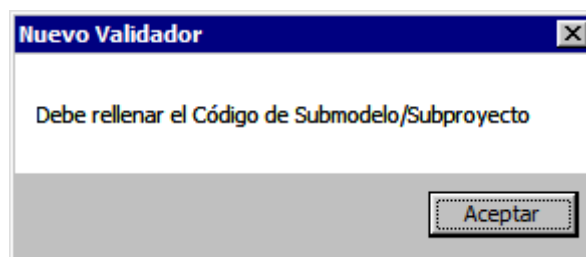 Nuevo Validador
Debe rellenar el Código de Submodelo/Subproyecto
Aceptar